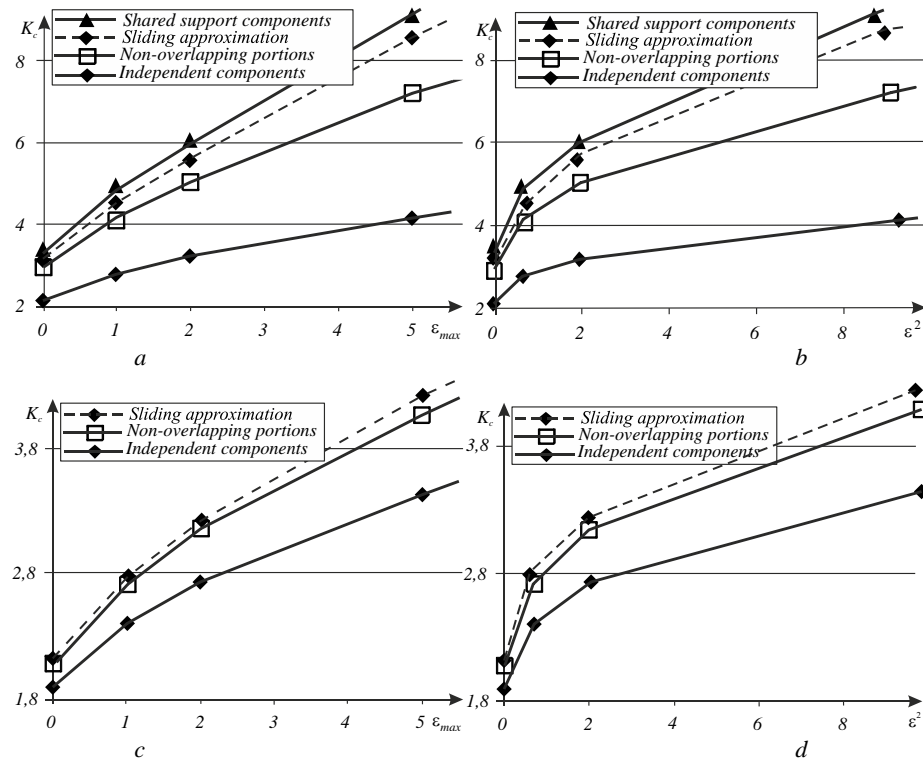 K_c
Shared support components
Sliding approximation
Non-overlapping portions
Independent components
8
6
4
2
0 1 2 3 4 5 ε_max
a
K_c
Shared support components
Sliding approximation
Non-overlapping portions
Independent components
8
6
4
2
0 2 4 6 8 ε²
b
K_c
Sliding approximation
Non-overlapping portions
Independent components
3,8
2,8
1,8
0 1 2 3 4 5 ε_max
c
K_c
Sliding approximation
Non-overlapping portions
Independent components
3,8
2,8
1,8
0 2 4 6 8 ε²
d